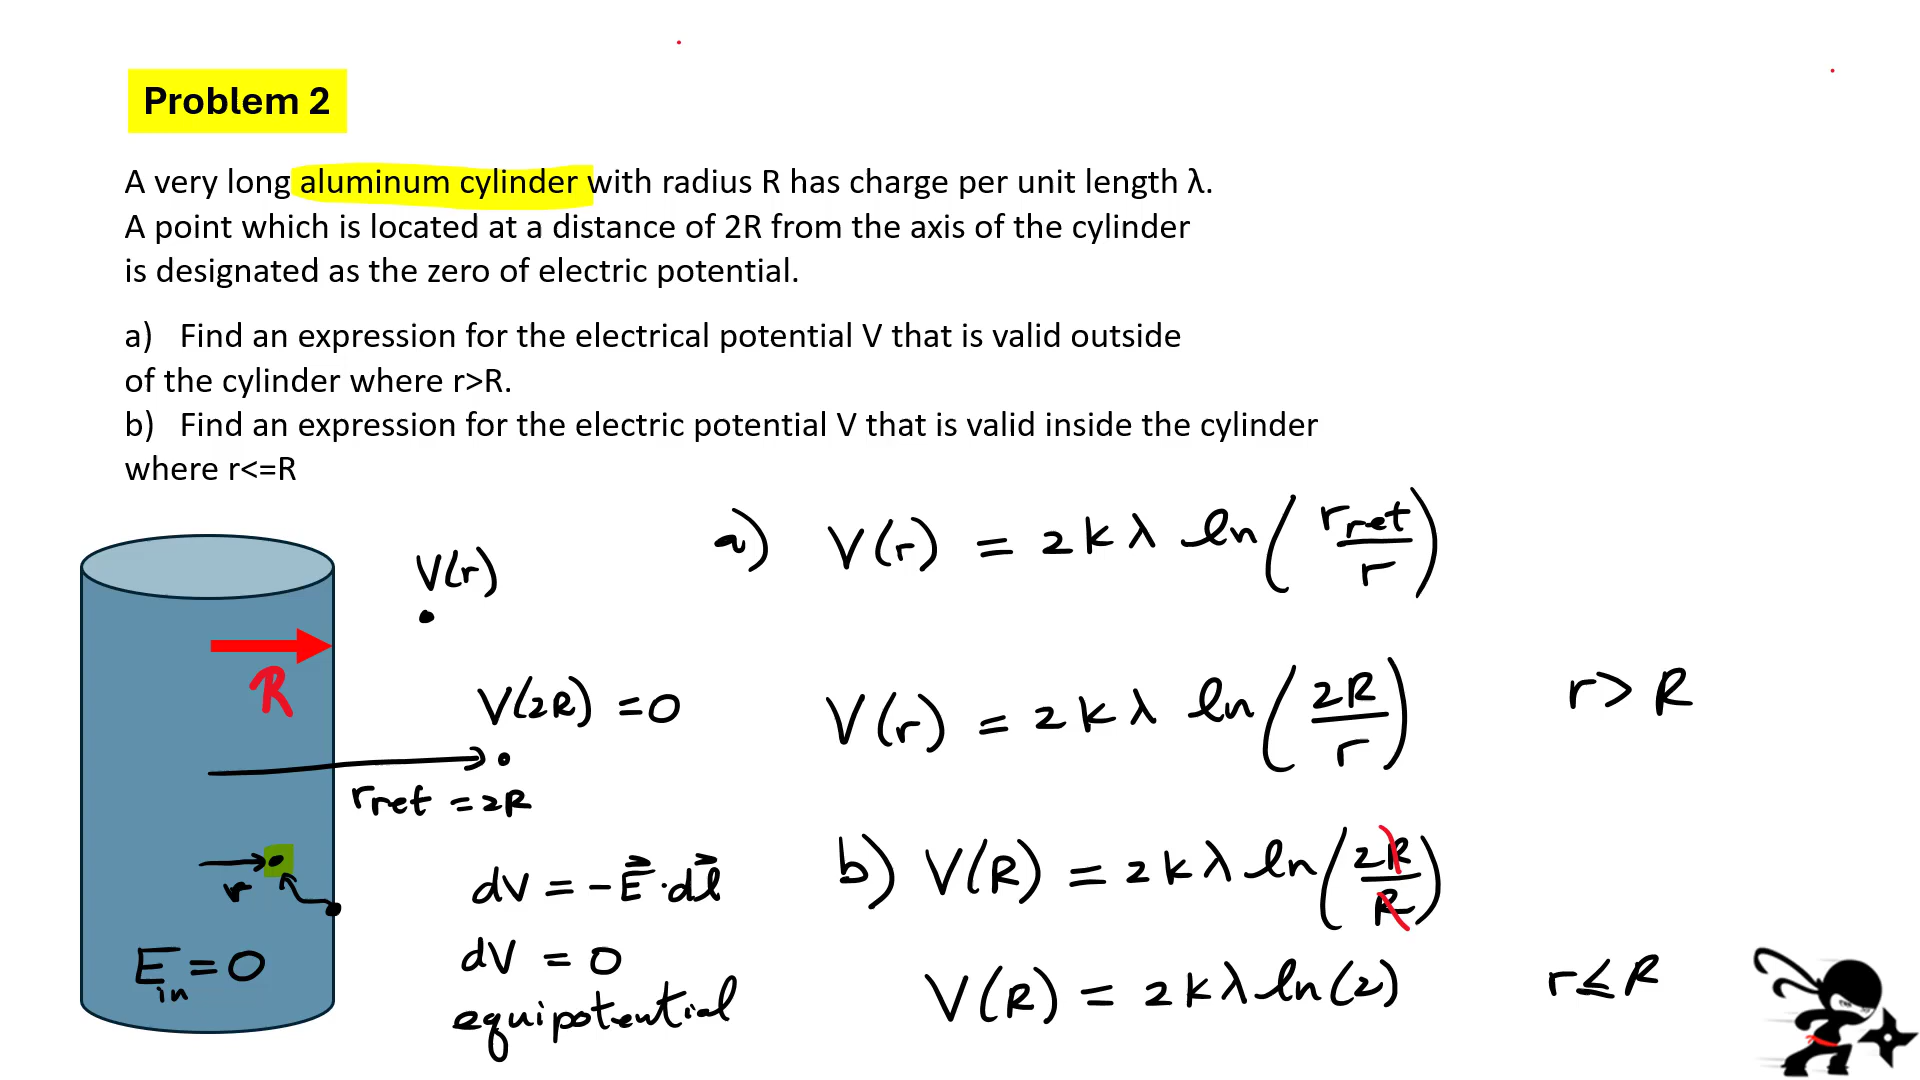 Problem 2
A very long aluminum cylinder with radius R has charge per unit length λ.
A point which is located at a distance of 2R from the axis of the cylinder
is designated as the zero of electric potential.
a) Find an expression for the electrical potential V that is valid outside
of the cylinder where r>R.
b) Find an expression for the electric potential V that is valid inside the cylinder
where r<=R
R
r
E_in = 0
V(r)
V(2R) = 0
r_ref = 2R
dV = -E⃗·dl⃗
dV = 0
equipotential
a) V(r) = 2kλ ln(r_ref/r)
V(r) = 2kλ ln(2R/r) r > R
b) V(R) = 2kλ ln(2R/R)
V(R) = 2kλ ln(2) r ≤ R